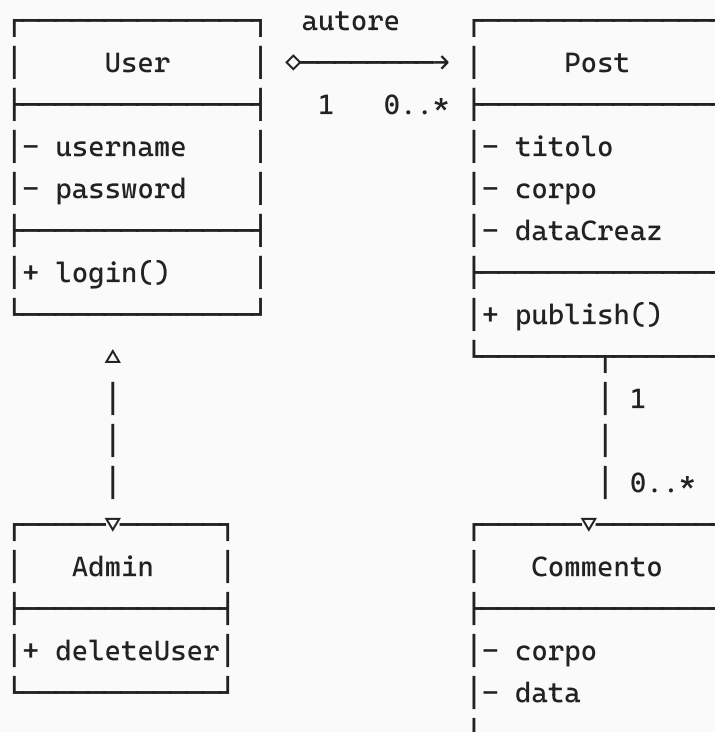 autore
User
Post
1 0..*
- username
- password
+ login()
- titolo
- corpo
- dataCreaz
+ publish()
1
0..*
Admin
+ deleteUser
Commento
- corpo
- data